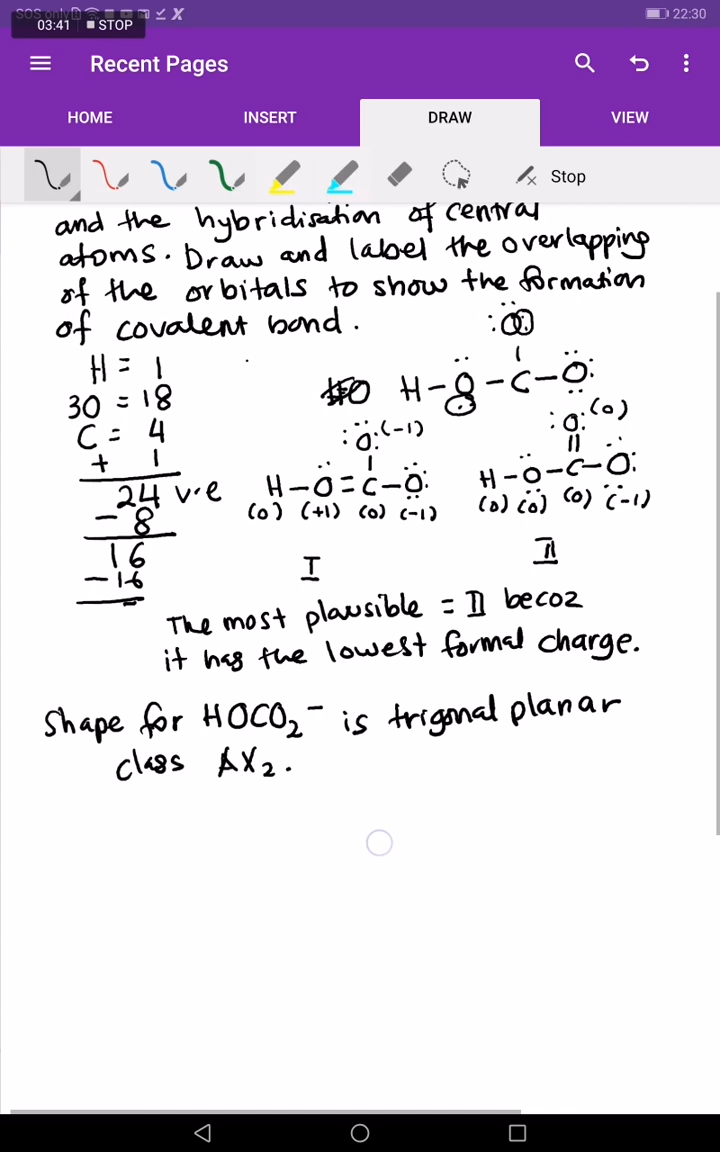 SOS only 22:30
03:41 STOP
Recent Pages
HOME INSERT DRAW VIEW
Stop
and the hybridisation of central
atoms. Draw and label the overlapping
of the orbitals to show the formation
of covalent bond.
H = 1
3O = 18
C = 4
+ 1
24 v.e
- 8
16
- 16
:O:
H - O - C - O:
:O: (-1)
H - O = C - O:
(0) (+1) (0) (-1)
I
:O: (0)
H - O - C - O:
(0) (0) (0) (-1)
II
The most plausible = II becoz
it has the lowest formal charge.
Shape for HOCO₂⁻ is trigonal planar
class AX₂.